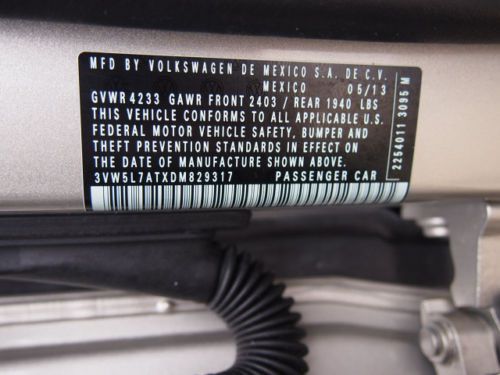 MFD BY VOLKSWAGEN DE MEXICO S.A. DE C.V.
MEXICO 05/13
GVWR 4233 GAWR FRONT 2403 / REAR 1940 LBS
THIS VEHICLE CONFORMS TO ALL APPLICABLE U.S.
FEDERAL MOTOR VEHICLE SAFETY, BUMPER AND
THEFT PREVENTION STANDARDS IN EFFECT ON
THE DATE OF MANUFACTURE SHOWN ABOVE.
3VW5L7ATXDM829317 PASSENGER CAR
2254011 3095 M